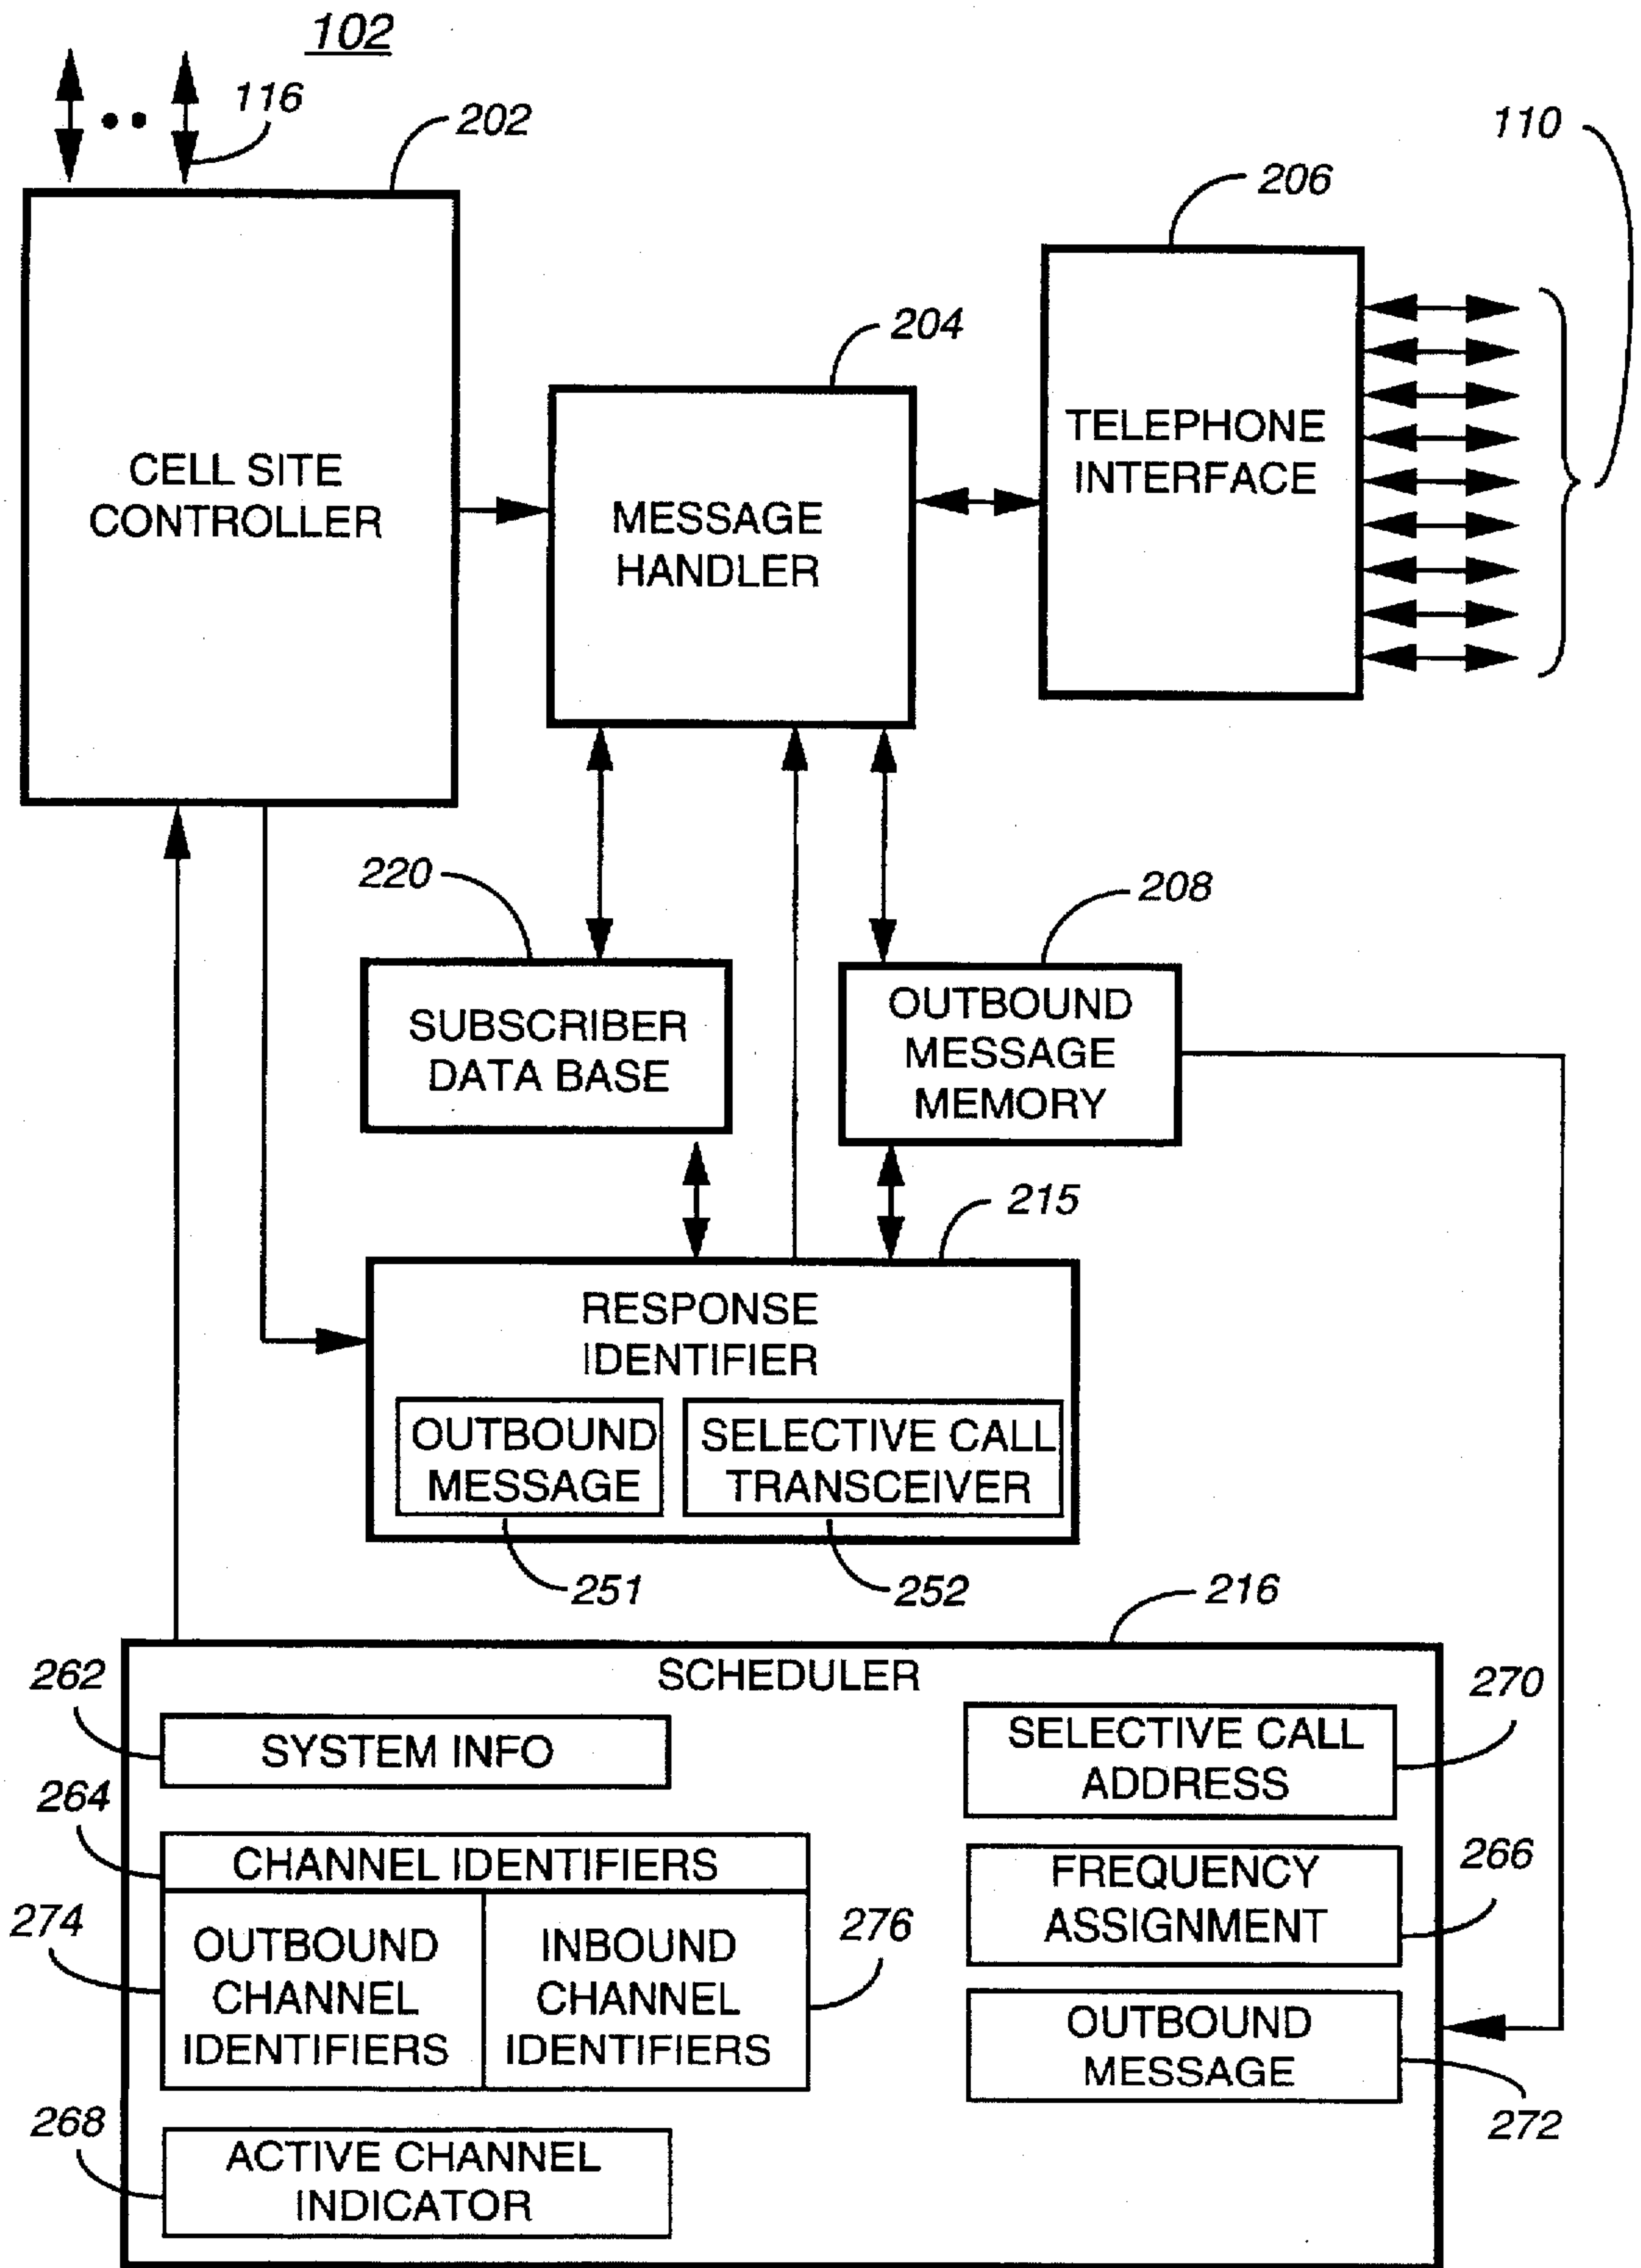 102
116
202
110
206
204
CELL SITE
CONTROLLER
MESSAGE
HANDLER
TELEPHONE
INTERFACE
220
208
SUBSCRIBER
DATA BASE
OUTBOUND
MESSAGE
MEMORY
215
RESPONSE
IDENTIFIER
OUTBOUND
MESSAGE
SELECTIVE CALL
TRANSCEIVER
251
252
216
SCHEDULER
262
SYSTEM INFO
270
SELECTIVE CALL
ADDRESS
264
CHANNEL IDENTIFIERS
266
FREQUENCY
ASSIGNMENT
274
OUTBOUND
CHANNEL
IDENTIFIERS
INBOUND
CHANNEL
IDENTIFIERS
276
OUTBOUND
MESSAGE
272
268
ACTIVE CHANNEL
INDICATOR